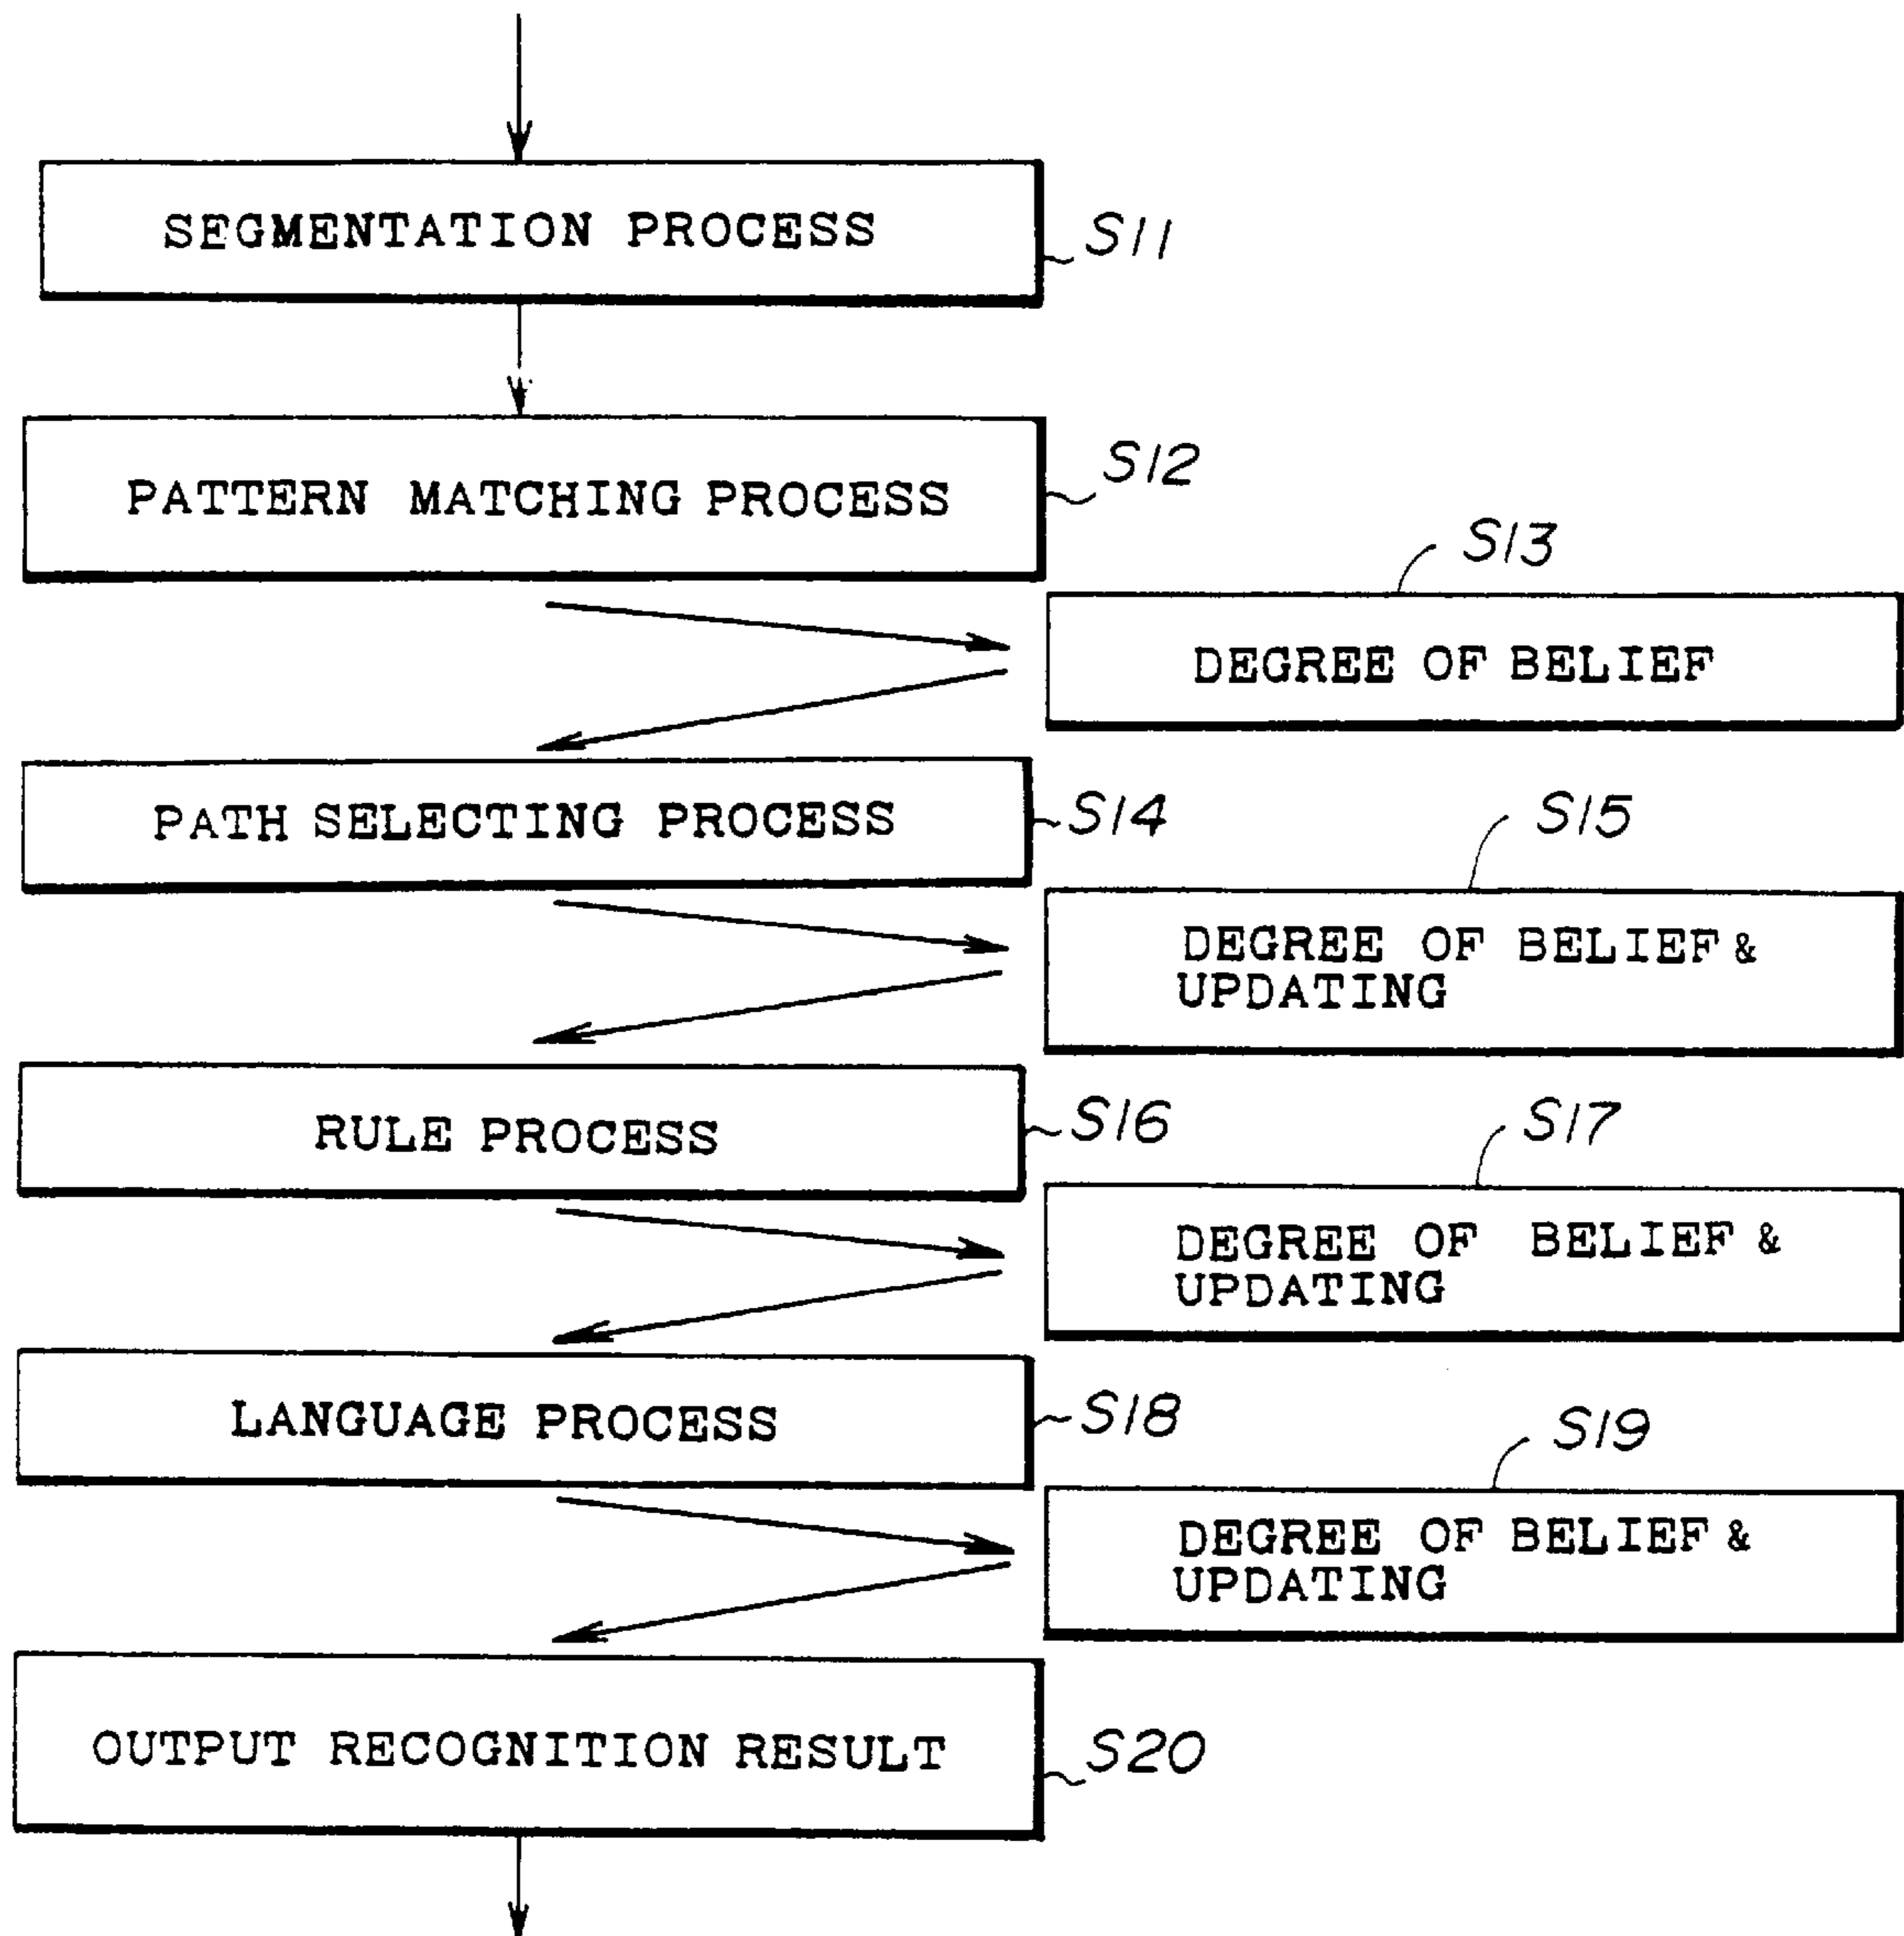 SEGMENTATION PROCESS
S11
PATTERN MATCHING PROCESS
S12
S13
DEGREE OF BELIEF
PATH SELECTING PROCESS
S14
S15
DEGREE OF BELIEF &
UPDATING
RULE PROCESS
S16
S17
DEGREE OF BELIEF &
UPDATING
LANGUAGE PROCESS
S18
S19
DEGREE OF BELIEF &
UPDATING
OUTPUT RECOGNITION RESULT
S20